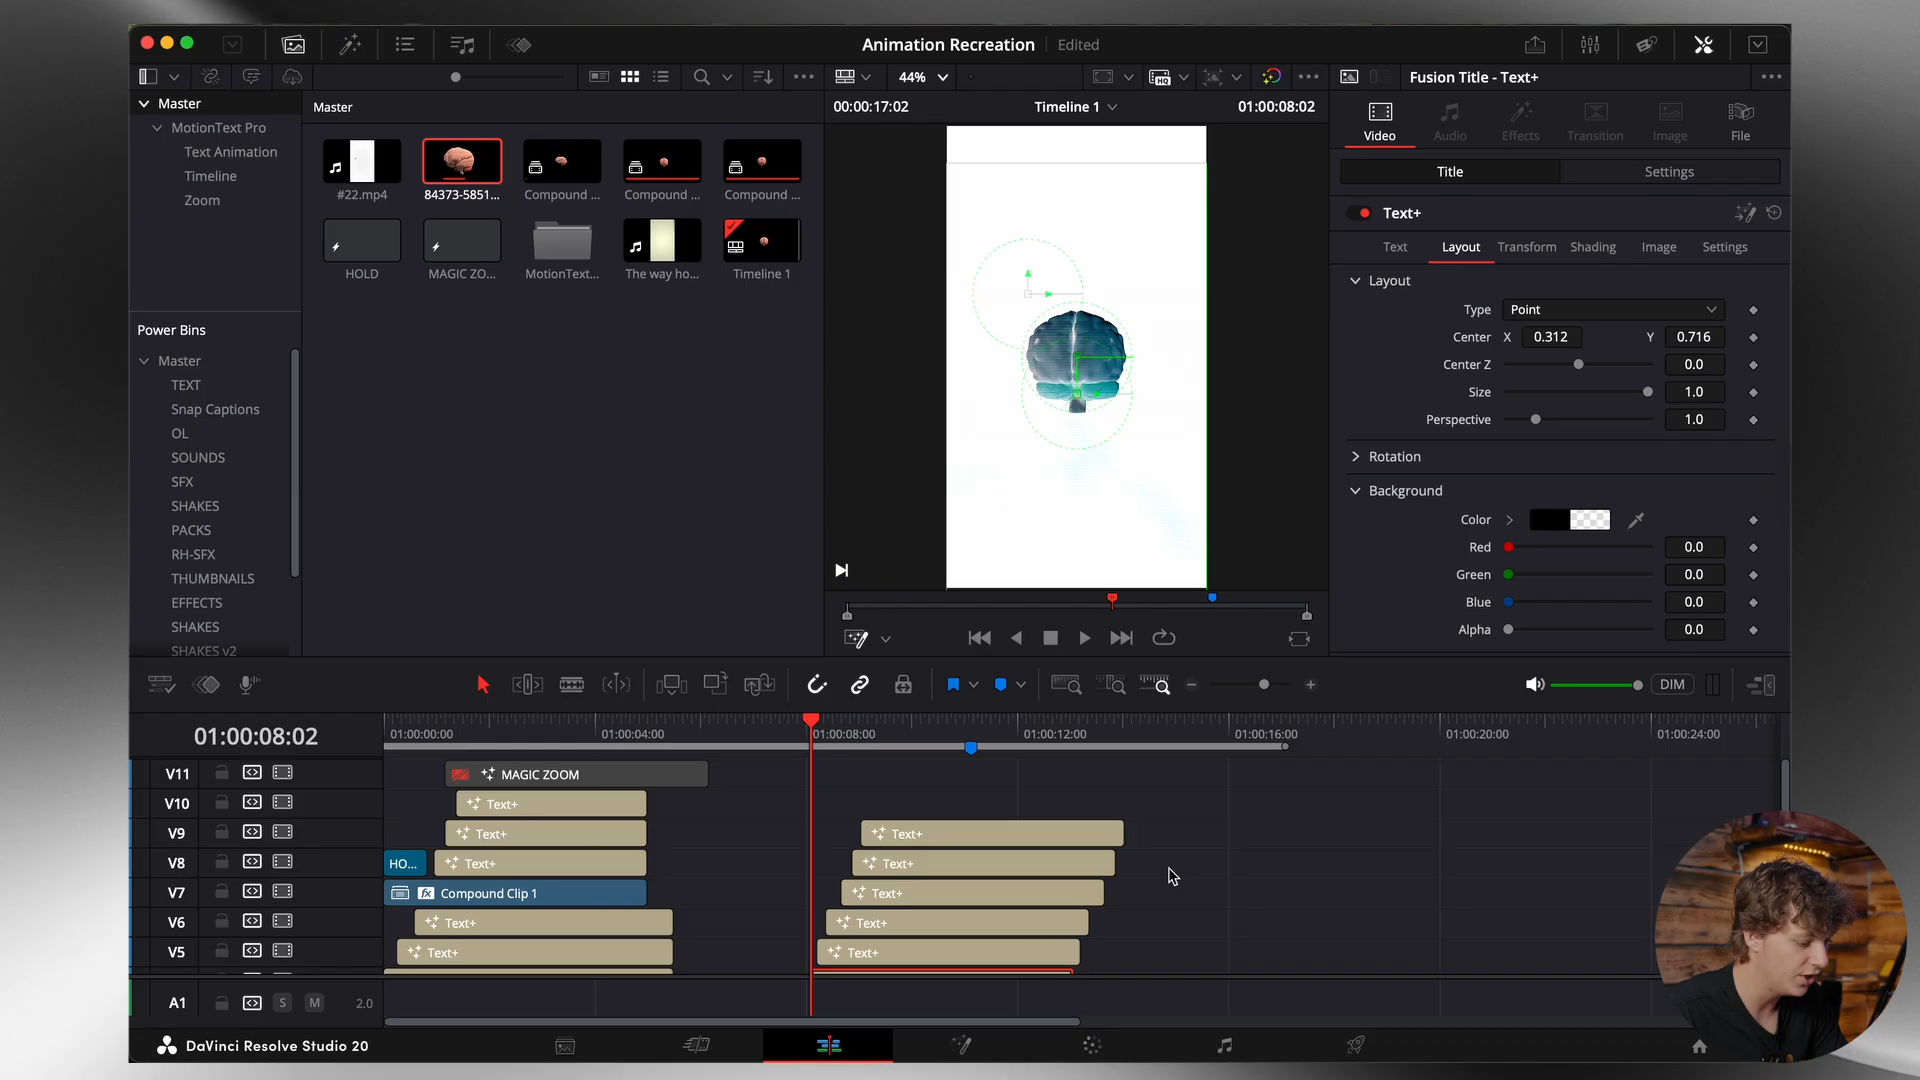 Animation Recreation Edited
44%
Fusion Title - Text+
Master
Master
00:00:17:02 Timeline 1 01:00:08:02
MotionText Pro
Text Animation
Timeline
Zoom
#22.mp4
84373-5851...
Compound ...
Compound ...
Compound ...
HOLD
MAGIC ZO...
MotionText...
The way ho...
Timeline 1
Power Bins
Master
TEXT
Snap Captions
OL
SOUNDS
SFX
SHAKES
PACKS
RH-SFX
THUMBNAILS
EFFECTS
SHAKES
SHAKES v2
Video Audio Effects Transition Image File
Title Settings
Text+
Text Layout Transform Shading Image Settings
Layout
Type Point
Center X 0.312 Y 0.716
Center Z 0.0
Size 1.0
Perspective 1.0
Rotation
Background
Color
Red 0.0
Green 0.0
Blue 0.0
Alpha 0.0
DIM
01:00:08:02
01:00:00:00 01:00:04:00 01:00:08:00 01:00:12:00 01:00:16:00 01:00:20:00 01:00:24:00
V11 MAGIC ZOOM
V10 Text+
V9 Text+ Text+
V8 HO... Text+ Text+
V7 fx Compound Clip 1 Text+
V6 Text+ Text+
V5 Text+ Text+
A1 S M 2.0
DaVinci Resolve Studio 20